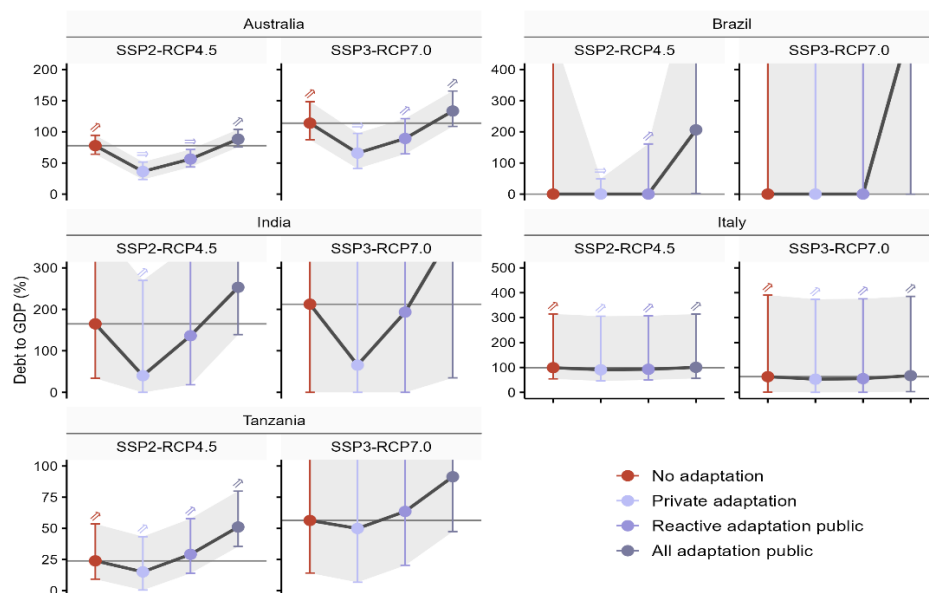 Australia
SSP2-RCP4.5 SSP3-RCP7.0
200
150
100
50
0
Brazil
SSP2-RCP4.5 SSP3-RCP7.0
400
300
200
100
0
India
SSP2-RCP4.5 SSP3-RCP7.0
300
200
100
0
Italy
SSP2-RCP4.5 SSP3-RCP7.0
500
400
300
200
100
0
Tanzania
SSP2-RCP4.5 SSP3-RCP7.0
100
75
50
25
0
Debt to GDP (%)
No adaptation
Private adaptation
Reactive adaptation public
All adaptation public